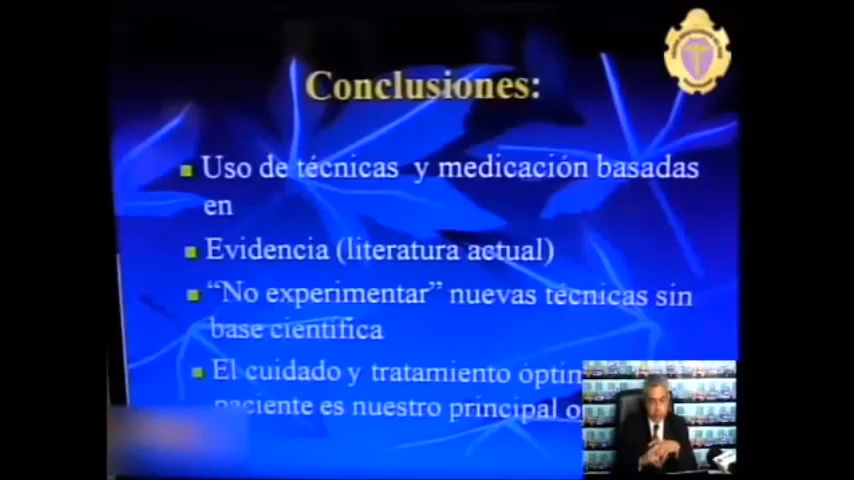 Conclusiones:
Uso de técnicas y medicación basadas
en
Evidencia (literatura actual)
“No experimentar” nuevas técnicas sin
base científica
El cuidado y tratamiento
paciente es nuestro principal